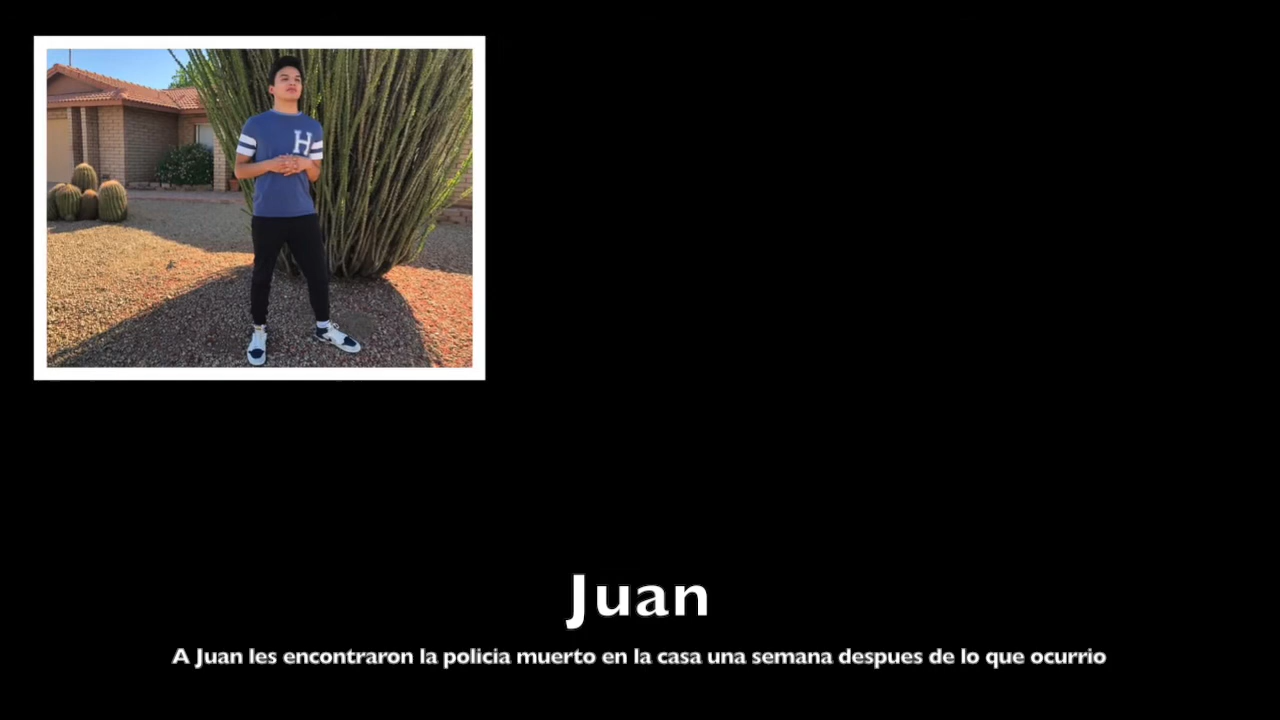 H
Juan
A Juan les encontraron la policia muerto en la casa una semana despues de lo que ocurrio